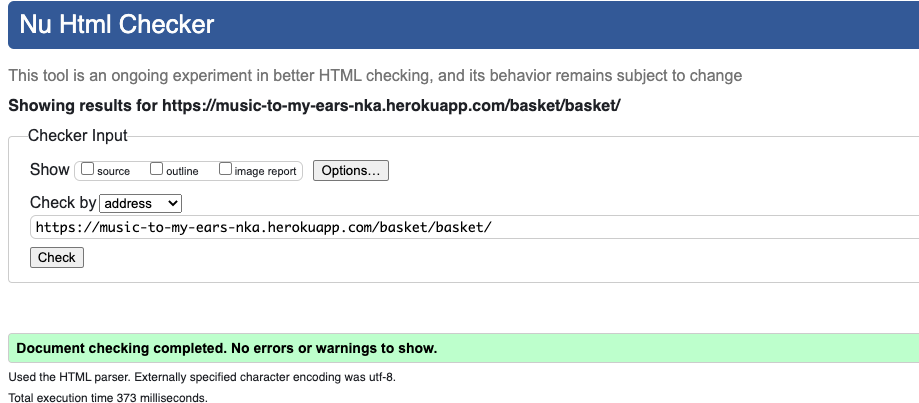 Nu Html Checker
This tool is an ongoing experiment in better HTML checking, and its behavior remains subject to change
Showing results for https://music-to-my-ears-nka.herokuapp.com/basket/basket/
Checker Input
Show source outline image report Options...
Check by address
https://music-to-my-ears-nka.herokuapp.com/basket/basket/
Check
Document checking completed. No errors or warnings to show.
Used the HTML parser. Externally specified character encoding was utf-8.
Total execution time 373 milliseconds.